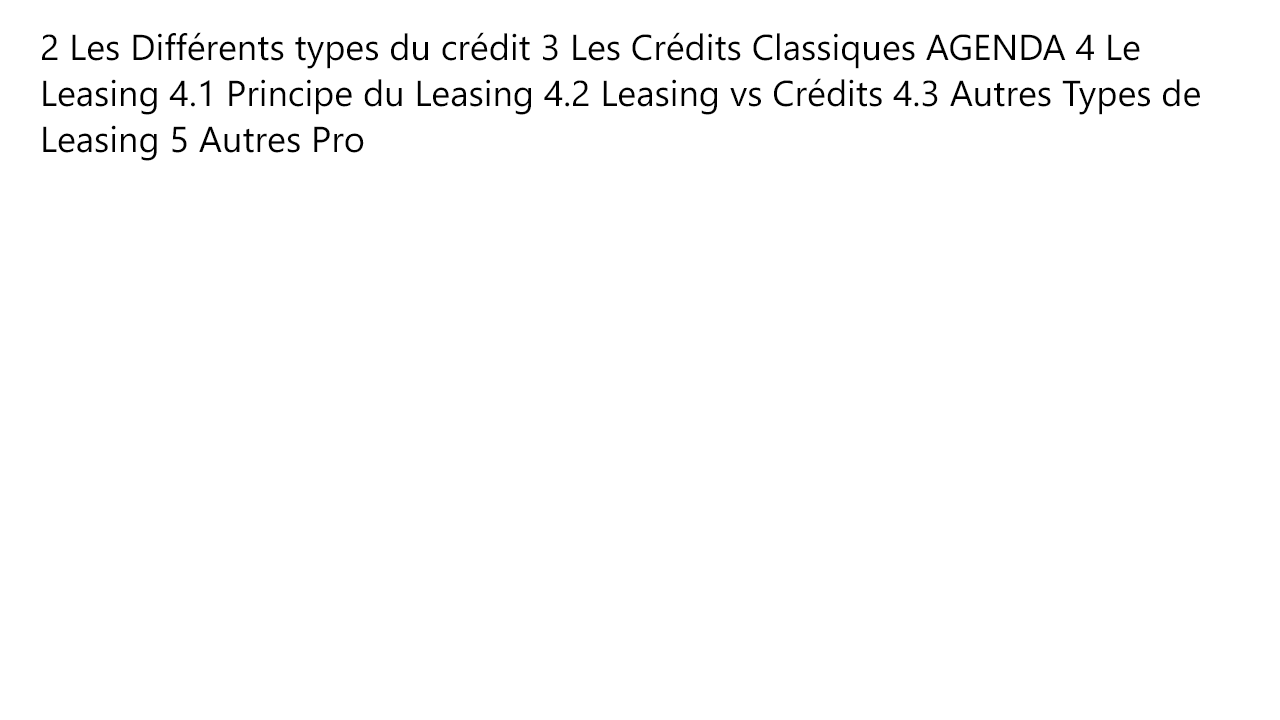 2 Les Différents types du crédit 3 Les Crédits Classiques AGENDA 4 Le
Leasing 4.1 Principe du Leasing 4.2 Leasing vs Crédits 4.3 Autres Types de
Leasing 5 Autres Pro